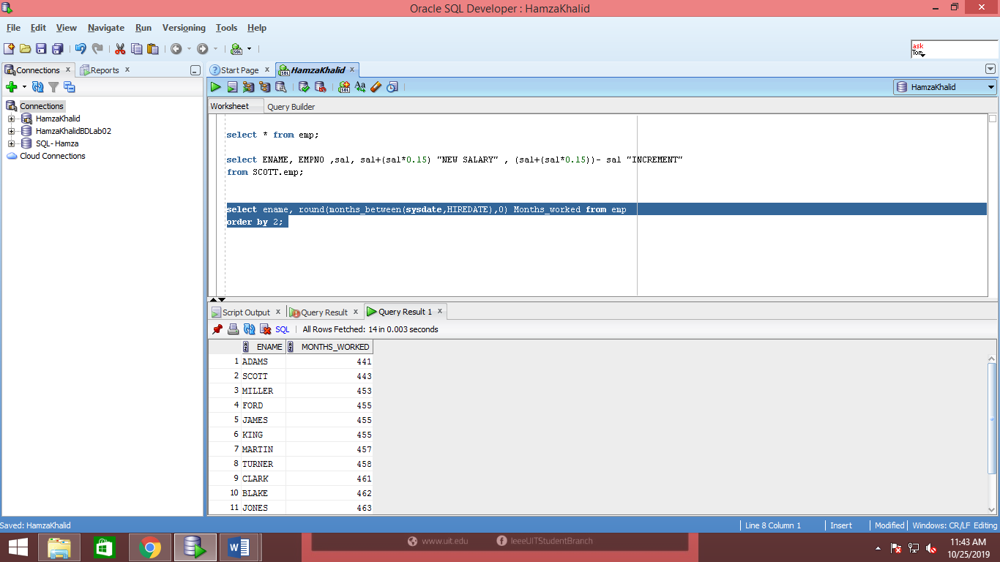 Oracle SQL Developer : HamzaKhalid
File Edit View Navigate Run Versioning Tools Help
ask
Tom
Connections x Reports x
Start Page x HamzaKhalid x
HamzaKhalid
Connections
HamzaKhalid
HamzaKhalidBDLab02
SQL- Hamza
Cloud Connections
Worksheet Query Builder
select * from emp;
select ENAME, EMPNO ,sal, sal+(sal*0.15) "NEW SALARY" , (sal+(sal*0.15))- sal "INCREMENT"
from SCOTT.emp;
select ename, round(months_between(sysdate,HIREDATE),0) Months_worked from emp
order by 2;
Script Output x Query Result x Query Result 1 x
SQL | All Rows Fetched: 14 in 0.003 seconds
ENAME MONTHS_WORKED
1 ADAMS 441
2 SCOTT 443
3 MILLER 453
4 FORD 455
5 JAMES 455
6 KING 455
7 MARTIN 457
8 TURNER 458
9 CLARK 461
10 BLAKE 462
11 JONES 463
Saved: HamzaKhalid
Line 8 Column 1 | Insert | Modified | Windows: CR/LF Editing
www.uit.edu IeeeUITStudentBranch
11:43 AM
10/25/2019